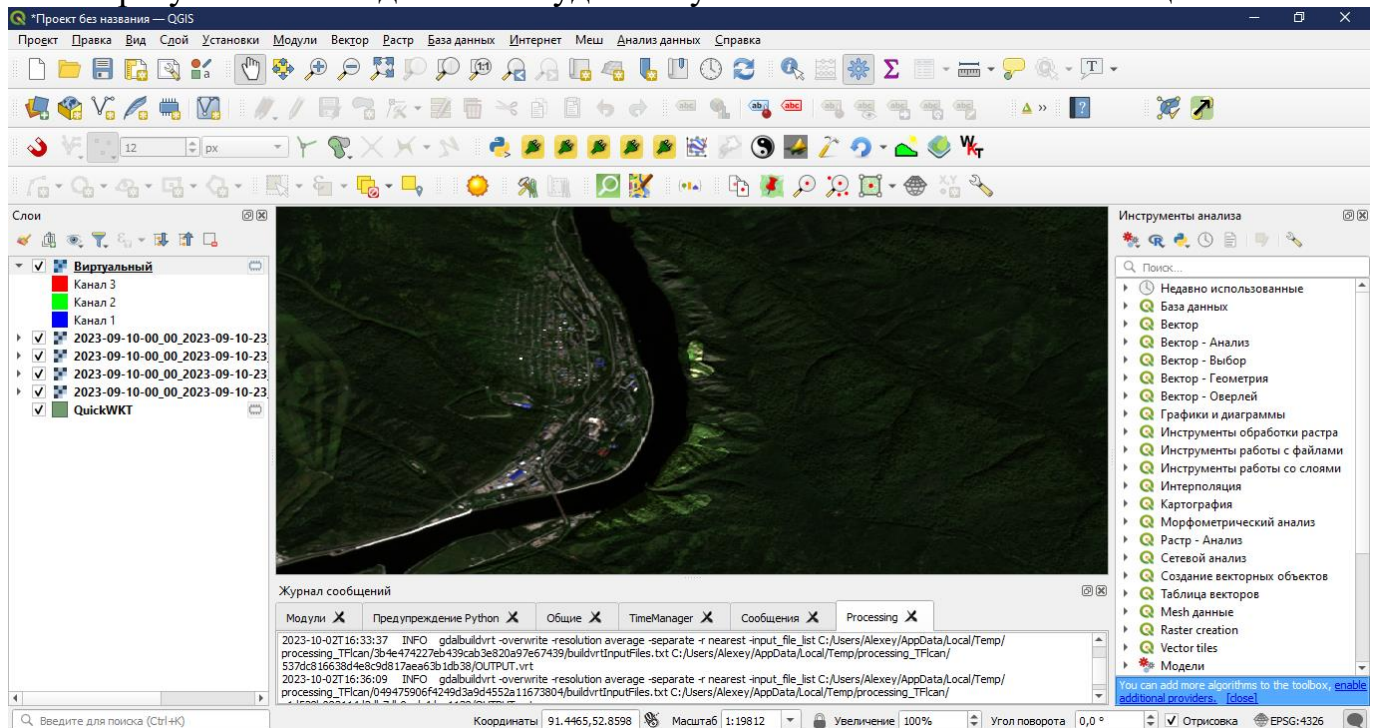 *Проект без названия — QGIS
Проект Правка Вид Слой Установки Модули Вектор Растр База данных Интернет Меш Анализ данных Справка
12 px
Слои
Виртуальный
Канал 3
Канал 2
Канал 1
2023-09-10-00_00_2023-09-10-23
2023-09-10-00_00_2023-09-10-23
2023-09-10-00_00_2023-09-10-23
2023-09-10-00_00_2023-09-10-23
QuickWKT
Журнал сообщений
Модули Предупреждение Python Общие TimeManager Сообщения Processing
2023-10-02T16:33:37 INFO gdalbuildvrt -overwrite -resolution average -separate -r nearest -input_file_list C:/Users/Alexey/AppData/Local/Temp/
processing_TFlcan/3b4e474227eb439cab3e820a97e67439/buildvrtInputFiles.txt C:/Users/Alexey/AppData/Local/Temp/processing_TFlcan/
537dc816638d4e8c9d817aea63b1db38/OUTPUT.vrt
2023-10-02T16:36:09 INFO gdalbuildvrt -overwrite -resolution average -separate -r nearest -input_file_list C:/Users/Alexey/AppData/Local/Temp/
processing_TFlcan/049475906f4249d3a9d4552a11673804/buildvrtInputFiles.txt C:/Users/Alexey/AppData/Local/Temp/processing_TFlcan/
Инструменты анализа
Поиск...
Недавно использованные
База данных
Вектор
Вектор - Анализ
Вектор - Выбор
Вектор - Геометрия
Вектор - Оверлей
Графики и диаграммы
Инструменты обработки растра
Инструменты работы с файлами
Инструменты работы со слоями
Интерполяция
Картография
Морфометрический анализ
Растр - Анализ
Сетевой анализ
Создание векторных объектов
Таблица векторов
Mesh данные
Raster creation
Vector tiles
Модели
You can add more algorithms to the toolbox, enable
additional providers. [close]
Введите для поиска (Ctrl+K) Координаты 91.4465,52.8598 Масштаб 1:19812 Увеличение 100% Угол поворота 0,0 ° Отрисовка EPSG:4326